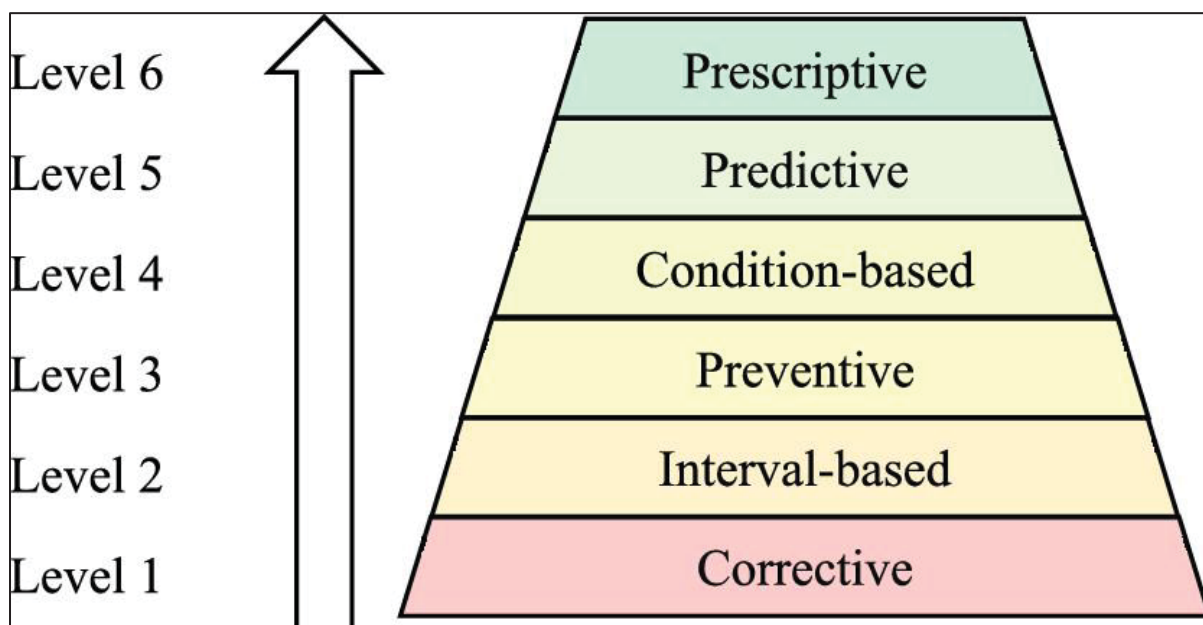 Level 6 Prescriptive
Level 5 Predictive
Level 4 Condition-based
Level 3 Preventive
Level 2 Interval-based
Level 1 Corrective